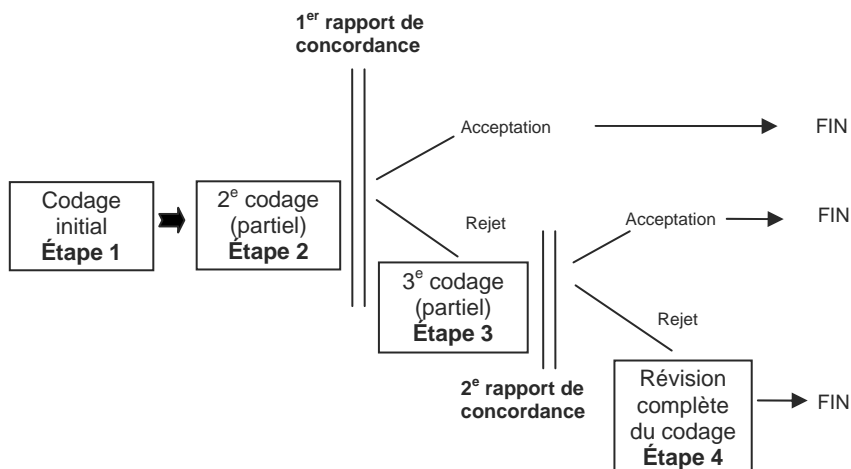 1er rapport de
concordance
Acceptation
FIN
Codage
initial
Étape 1
2e codage
(partiel)
Étape 2
Rejet
Acceptation
FIN
3e codage
(partiel)
Étape 3
Rejet
2e rapport de
concordance
Révision
complète
du codage
Étape 4
FIN